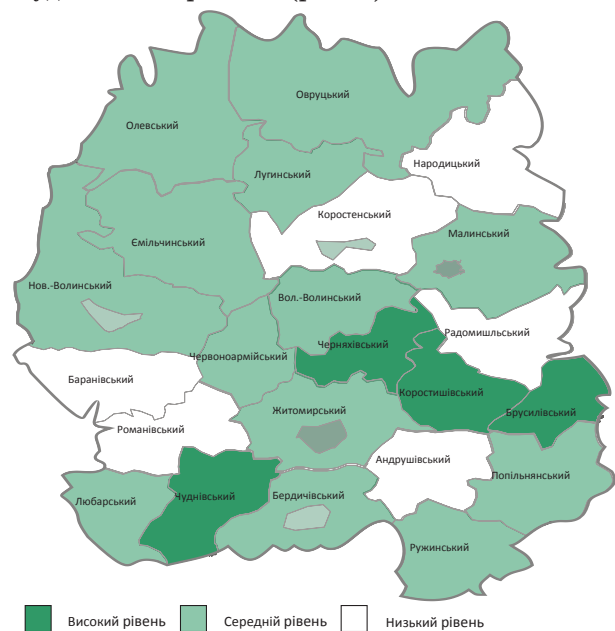 Овруцький
Олевський
Народицький
Лугинський
Коростенський
Малинський
Ємільчинський
Нов.-Волинський
Вол.-Волинський
Радомишльський
Черняхівський
Червоноармійський
Баранівський
Коростишівський
Житомирський
Брусилівський
Романівський
Андрушівський
Попільнянський
Любарський
Чуднівський
Бердичівський
Ружинський
Високий рівень
Середній рівень
Низький рівень